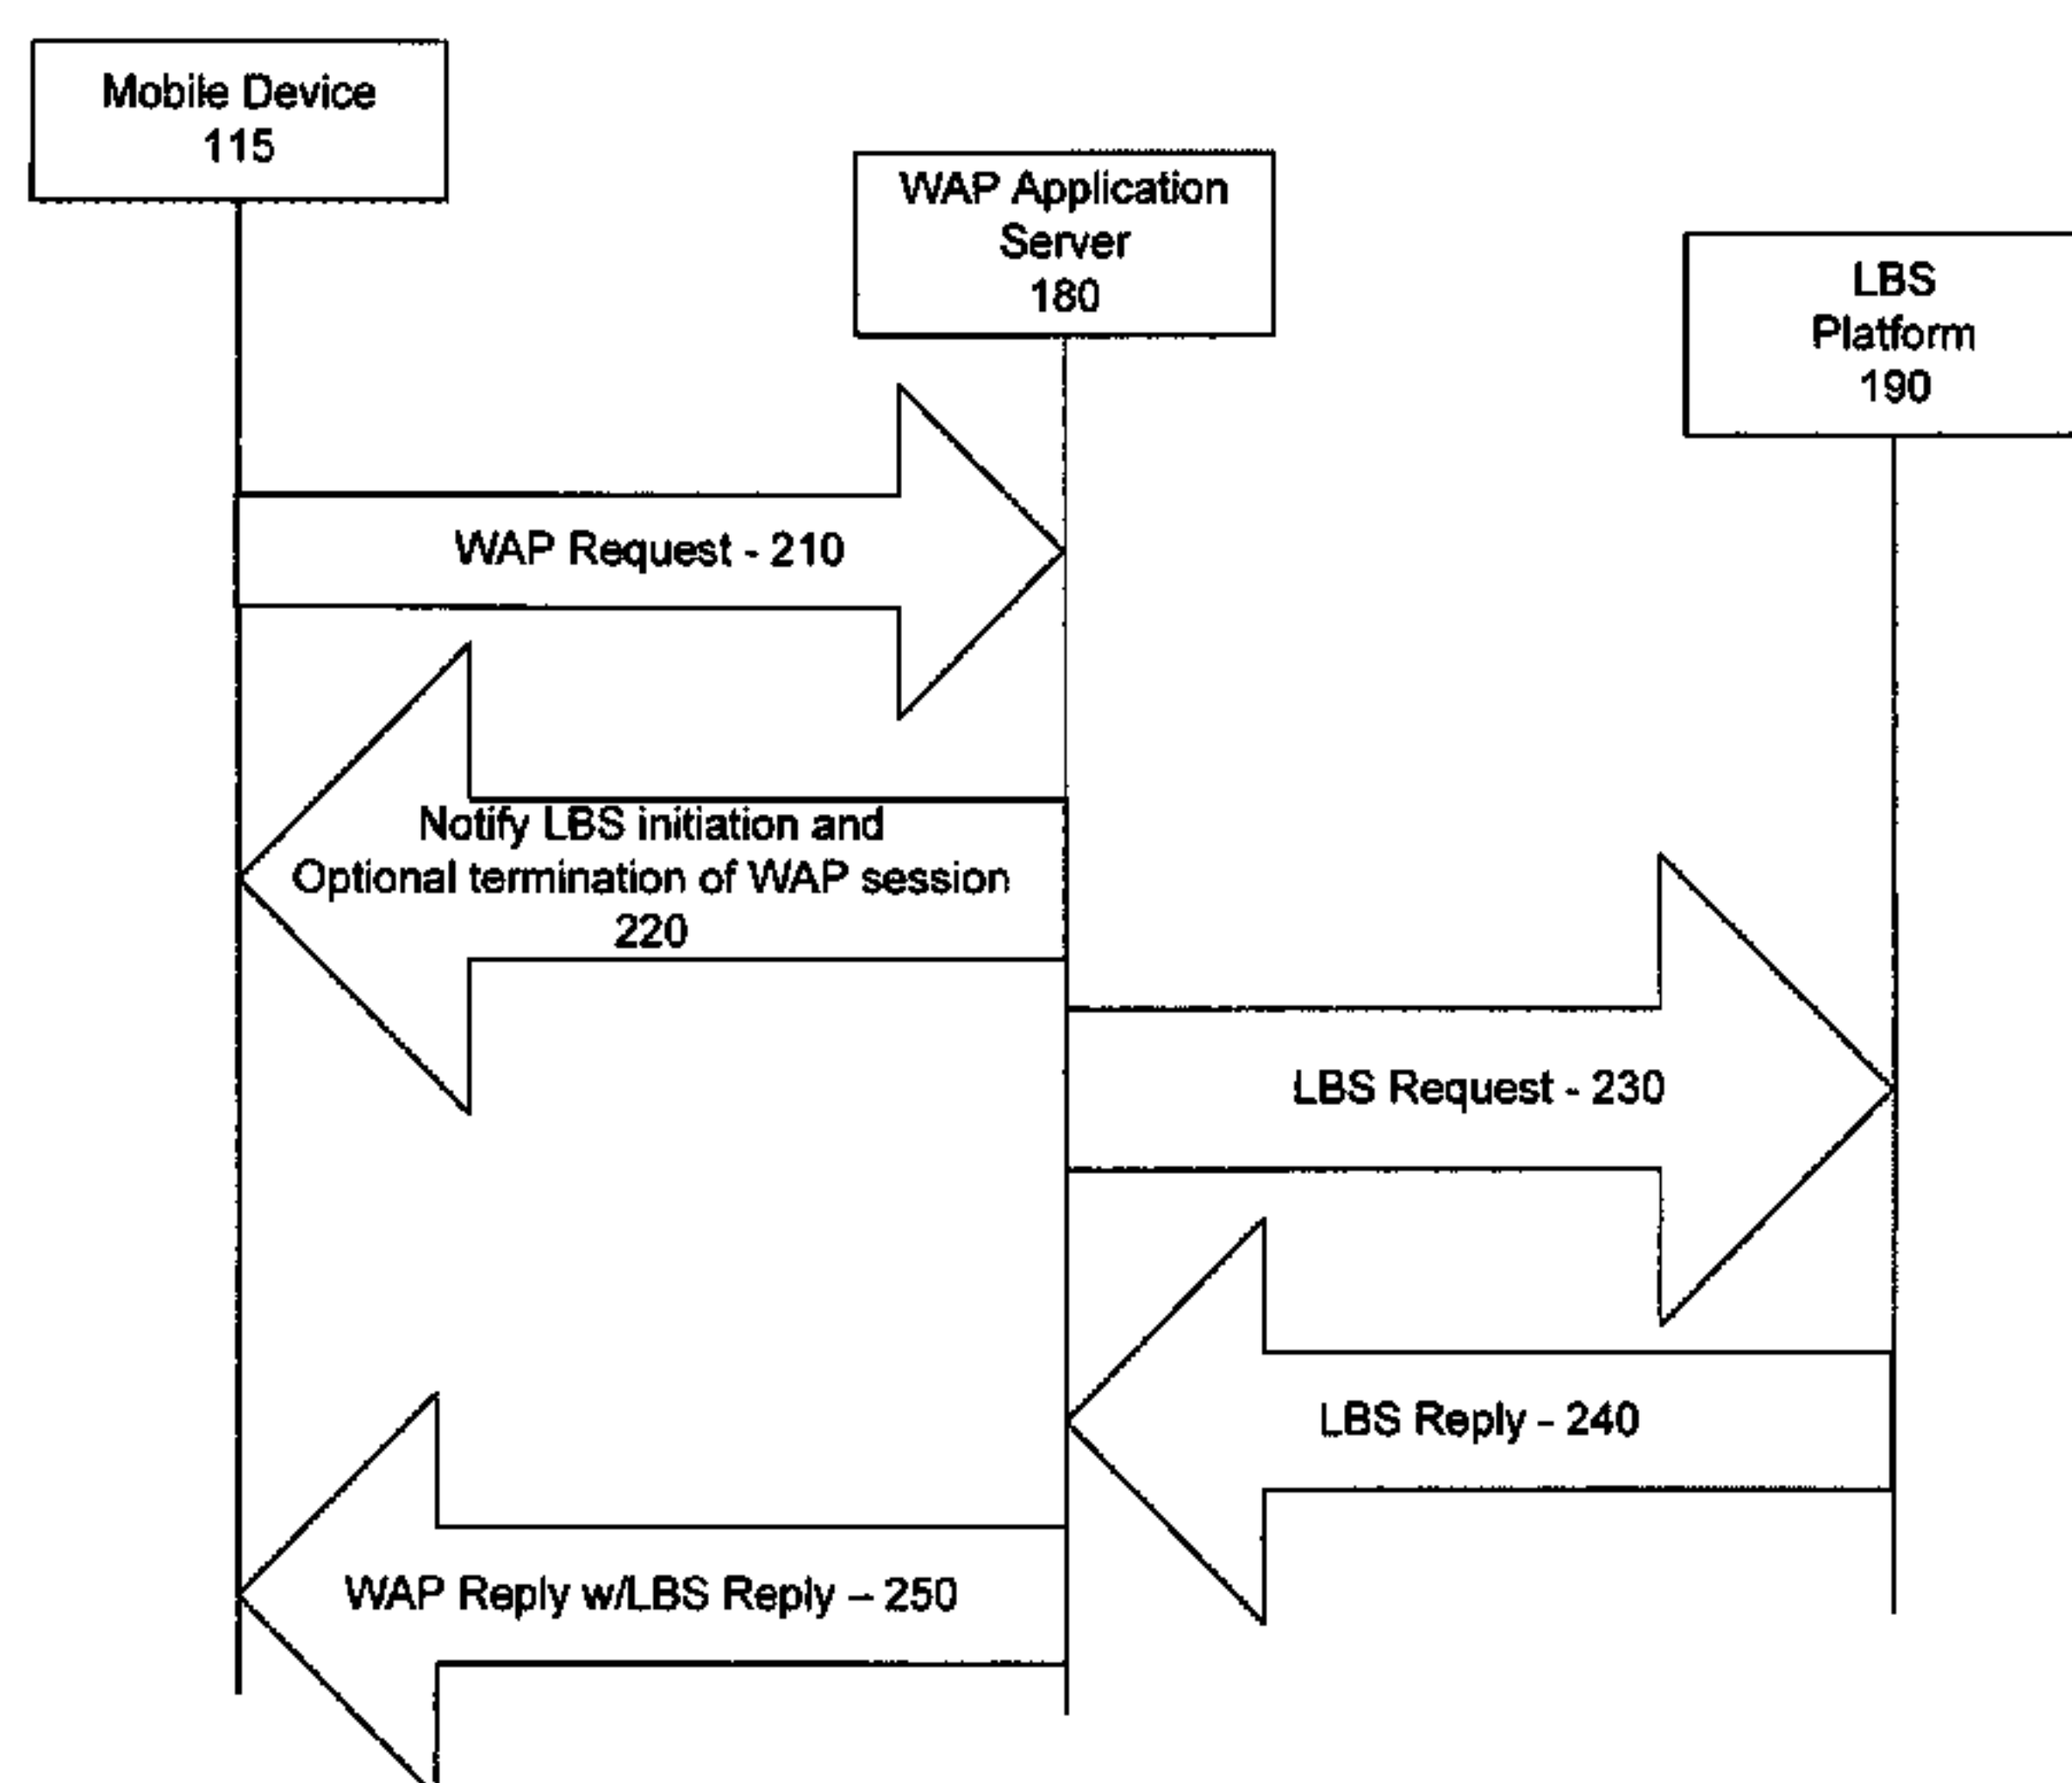 Mobile Device
115
WAP Application
Server
180
LBS
Platform
190
WAP Request - 210
Notify LBS initiation and
Optional termination of WAP session
220
LBS Request - 230
LBS Reply - 240
WAP Reply w/LBS Reply – 250